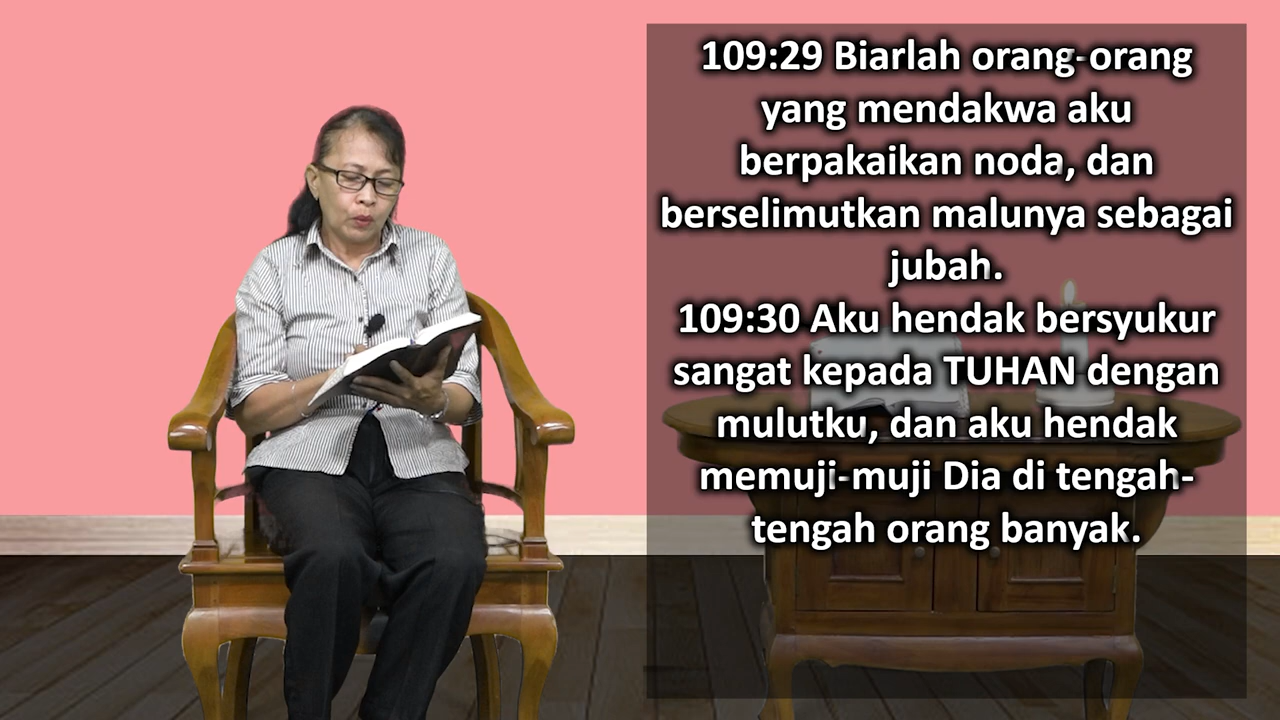 109:29 Biarlah orang-orang
yang mendakwa aku
berpakaikan noda, dan
berselimutkan malunya sebagai
jubah.
109:30 Aku hendak bersyukur
sangat kepada TUHAN dengan
mulutku, dan aku hendak
memuji-muji Dia di tengah-
tengah orang banyak.